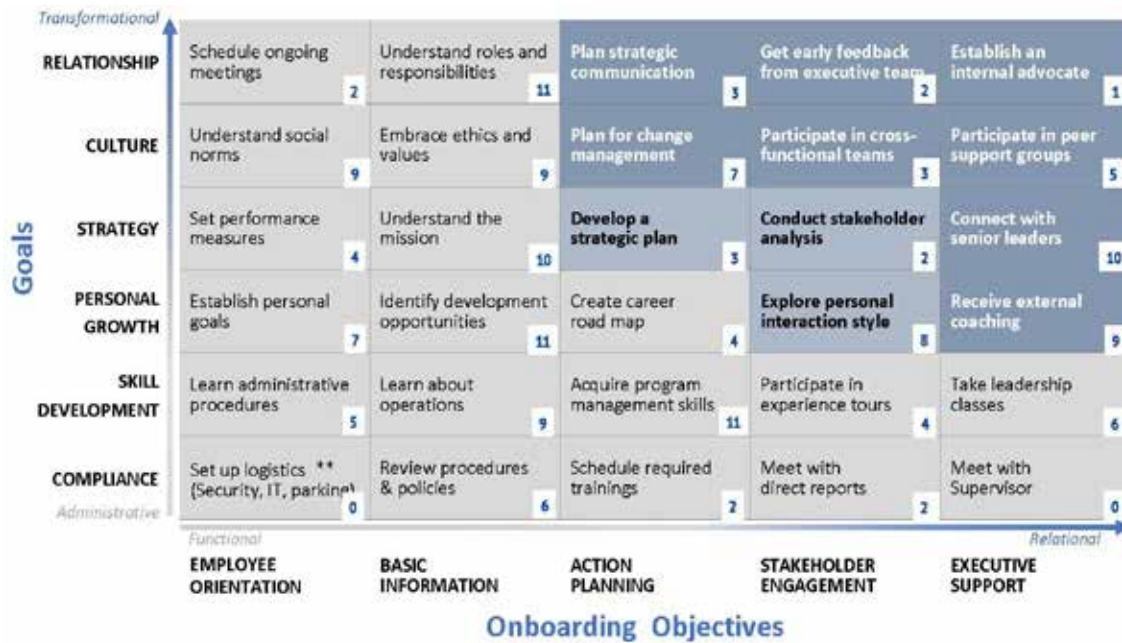 Transformational
RELATIONSHIP
Schedule ongoing
meetings
2
Understand roles and
responsibilities
11
Plan strategic
communication
3
Get early feedback
from executive team
2
Establish an
internal advocate
1
CULTURE
Understand social
norms
9
Embrace ethics and
values
9
Plan for change
management
7
Participate in cross-
functional teams
3
Participate in peer
support groups
5
Goals
STRATEGY
Set performance
measures
4
Understand the
mission
10
Develop a
strategic plan
3
Conduct stakeholder
analysis
2
Connect with
senior leaders
10
PERSONAL
GROWTH
Establish personal
goals
7
Identify development
opportunities
11
Create career
road map
4
Explore personal
interaction style
8
Receive external
coaching
9
SKILL
DEVELOPMENT
Learn administrative
procedures
5
Learn about
operations
9
Acquire program
management skills
11
Participate in
experience tours
4
Take leadership
classes
6
COMPLIANCE
Set up logistics **
(Security, IT, parking)
0
Review procedures
& policies
6
Schedule required
trainings
2
Meet with
direct reports
2
Meet with
Supervisor
0
Administrative
Functional
Relational
EMPLOYEE
ORIENTATION
BASIC
INFORMATION
ACTION
PLANNING
STAKEHOLDER
ENGAGEMENT
EXECUTIVE
SUPPORT
Onboarding Objectives